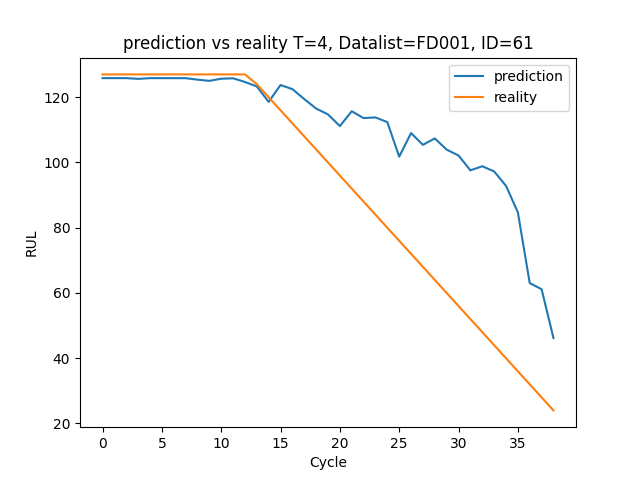 prediction vs reality T=4, Datalist=FD001, ID=61
prediction
reality
120
100
80
60
40
20
RUL
0 5 10 15 20 25 30 35
Cycle